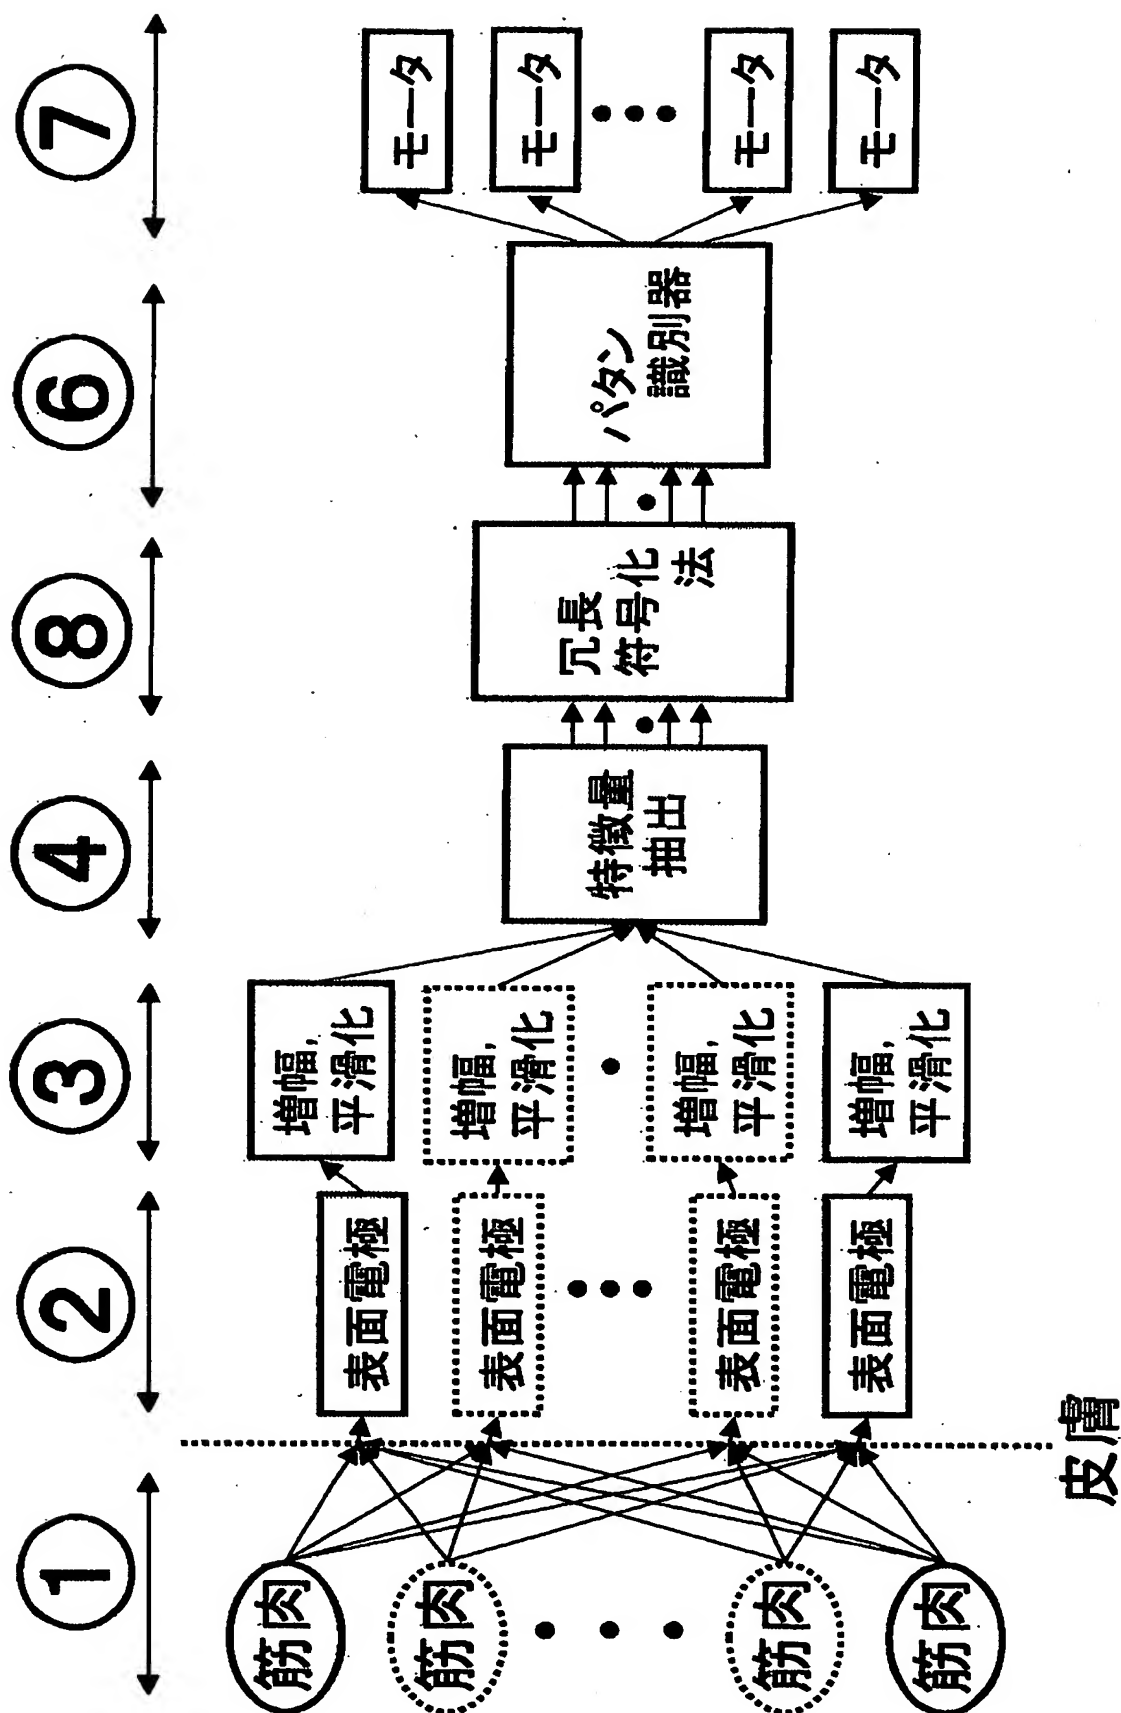 ①
②
③
④
⑧
⑥
⑦
筋肉
筋肉
筋肉
筋肉
皮膚
表面電極
表面電極
表面電極
表面電極
増幅,
平滑化
増幅,
平滑化
増幅,
平滑化
増幅,
平滑化
特徴量
抽出
冗長
符号化
法
パタン
識別器
モータ
モータ
モータ
モータ